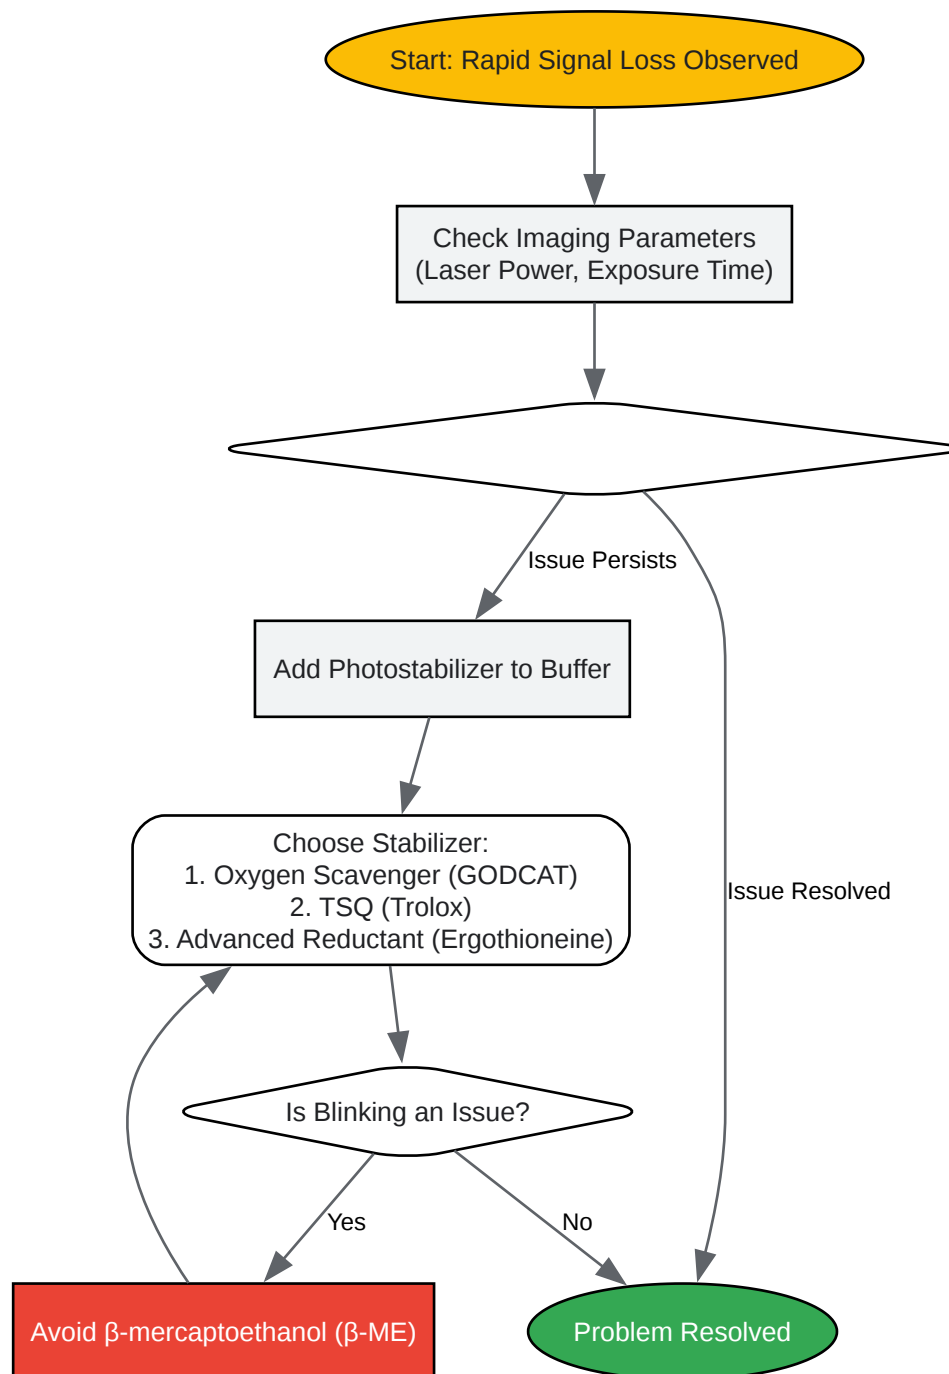 Start: Rapid Signal Loss Observed
Check Imaging Parameters
(Laser Power, Exposure Time)
Issue Persists
Add Photostabilizer to Buffer
Choose Stabilizer:
1. Oxygen Scavenger (GODCAT)
2. TSQ (Trolox)
3. Advanced Reductant (Ergothioneine)
Issue Resolved
Is Blinking an Issue?
Yes
No
Avoid β-mercaptoethanol (β-ME)
Problem Resolved